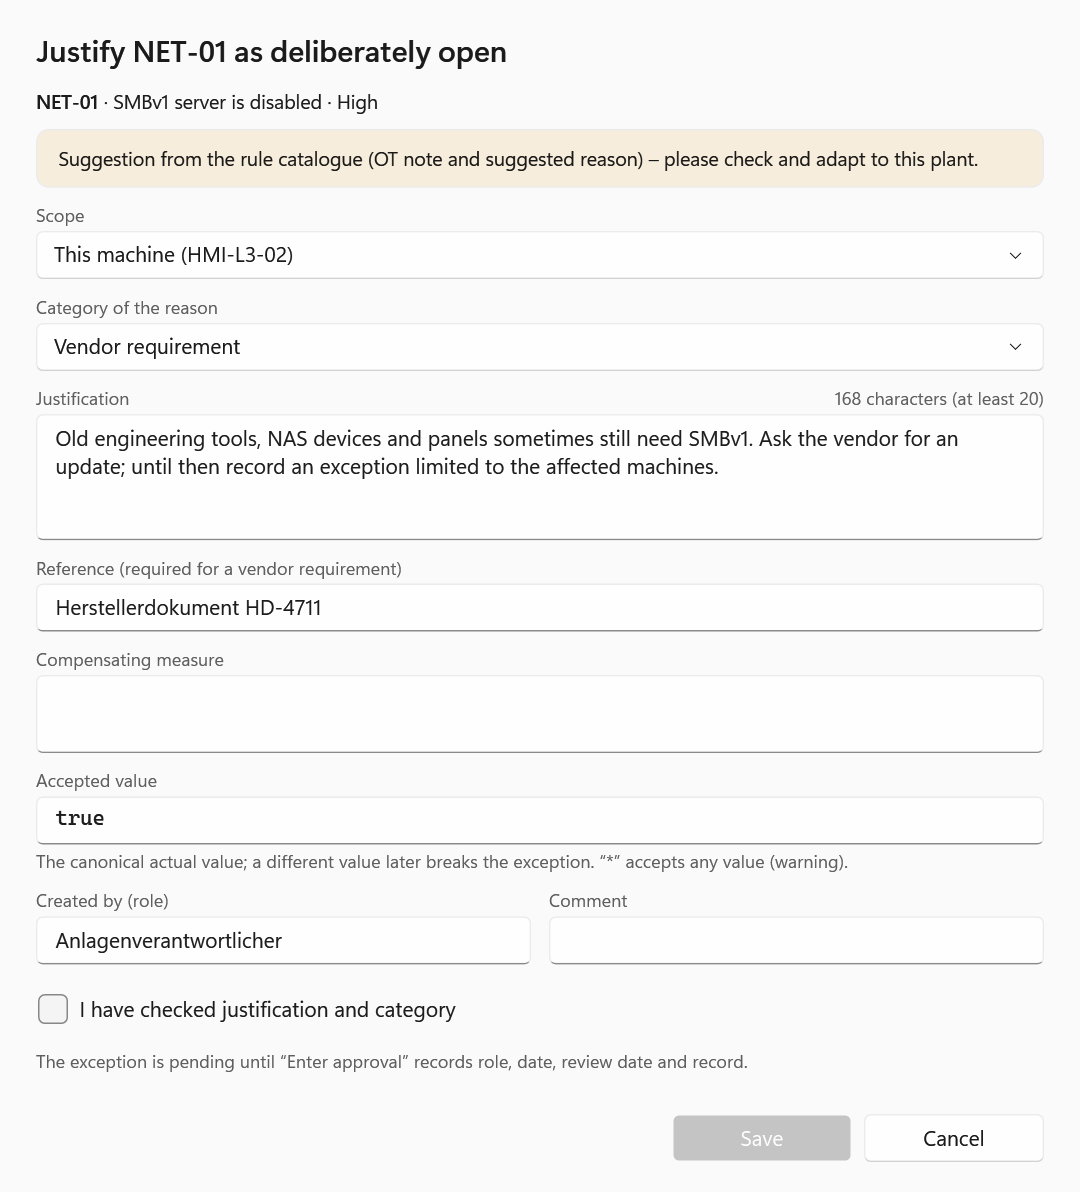 Justify NET-01 as deliberately open
NET-01 · SMBv1 server is disabled · High
Suggestion from the rule catalogue (OT note and suggested reason) – please check and adapt to this plant.
Scope
This machine (HMI-L3-02)
Category of the reason
Vendor requirement
Justification
168 characters (at least 20)
Old engineering tools, NAS devices and panels sometimes still need SMBv1. Ask the vendor for an
update; until then record an exception limited to the affected machines.
Reference (required for a vendor requirement)
Herstellerdokument HD-4711
Compensating measure
Accepted value
true
The canonical actual value; a different value later breaks the exception. “*” accepts any value (warning).
Created by (role)
Comment
Anlagenverantwortlicher
I have checked justification and category
The exception is pending until “Enter approval” records role, date, review date and record.
Save
Cancel